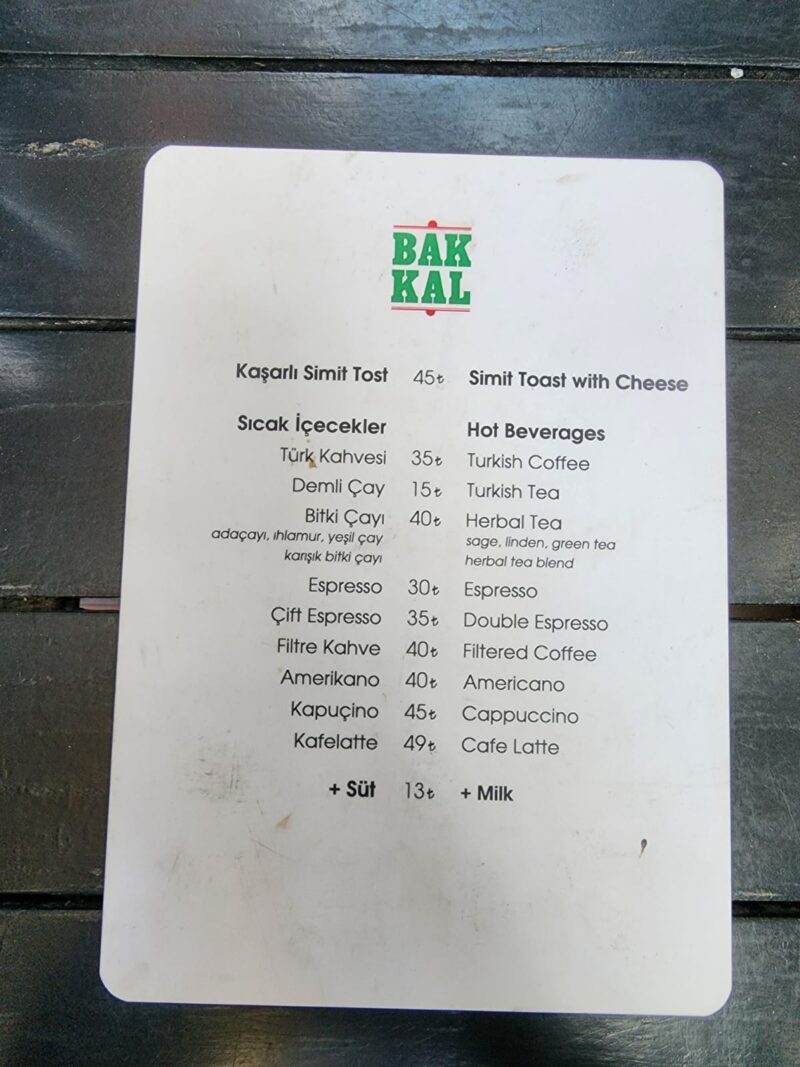 BAK
KAL
Kaşarlı Simit Tost 45₺ Simit Toast with Cheese
Sıcak İçecekler Hot Beverages
Türk Kahvesi 35₺ Turkish Coffee
Demli Çay 15₺ Turkish Tea
Bitki Çayı 40₺ Herbal Tea
adaçayı, ıhlamur, yeşil çay sage, linden, green tea
karışık bitki çayı herbal tea blend
Espresso 30₺ Espresso
Çift Espresso 35₺ Double Espresso
Filtre Kahve 40₺ Filtered Coffee
Amerikano 40₺ Americano
Kapuçino 45₺ Cappuccino
Kafelatte 49₺ Cafe Latte
+ Süt 13₺ + Milk